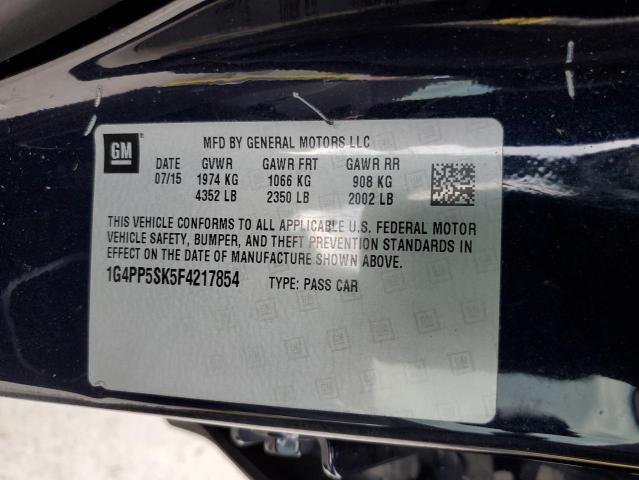 GM
MFD BY GENERAL MOTORS LLC
DATE GVWR GAWR FRT GAWR RR
07/15 1974 KG 1066 KG 908 KG
4352 LB 2350 LB 2002 LB
THIS VEHICLE CONFORMS TO ALL APPLICABLE U.S. FEDERAL MOTOR
VEHICLE SAFETY, BUMPER, AND THEFT PREVENTION STANDARDS IN
EFFECT ON THE DATE OF MANUFACTURE SHOWN ABOVE.
1G4PP5SK5F4217854 TYPE: PASS CAR